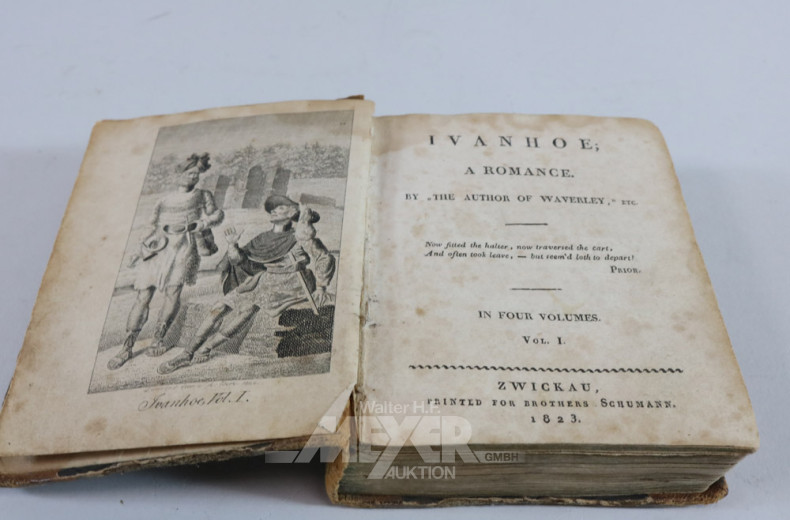 Ivanhoe, Vol. I.
IVANHOE;
A ROMANCE.
BY „THE AUTHOR OF WAVERLEY," ETC.
Now fitted the halter, now traversed the cart,
And often took leave, — but seem'd loth to depart!
PRIOR.
IN FOUR VOLUMES.
VOL. I.
ZWICKAU,
PRINTED FOR BROTHERS SCHUMANN.
1823.
Walter H.F.
MEYER
GMBH
AUKTION